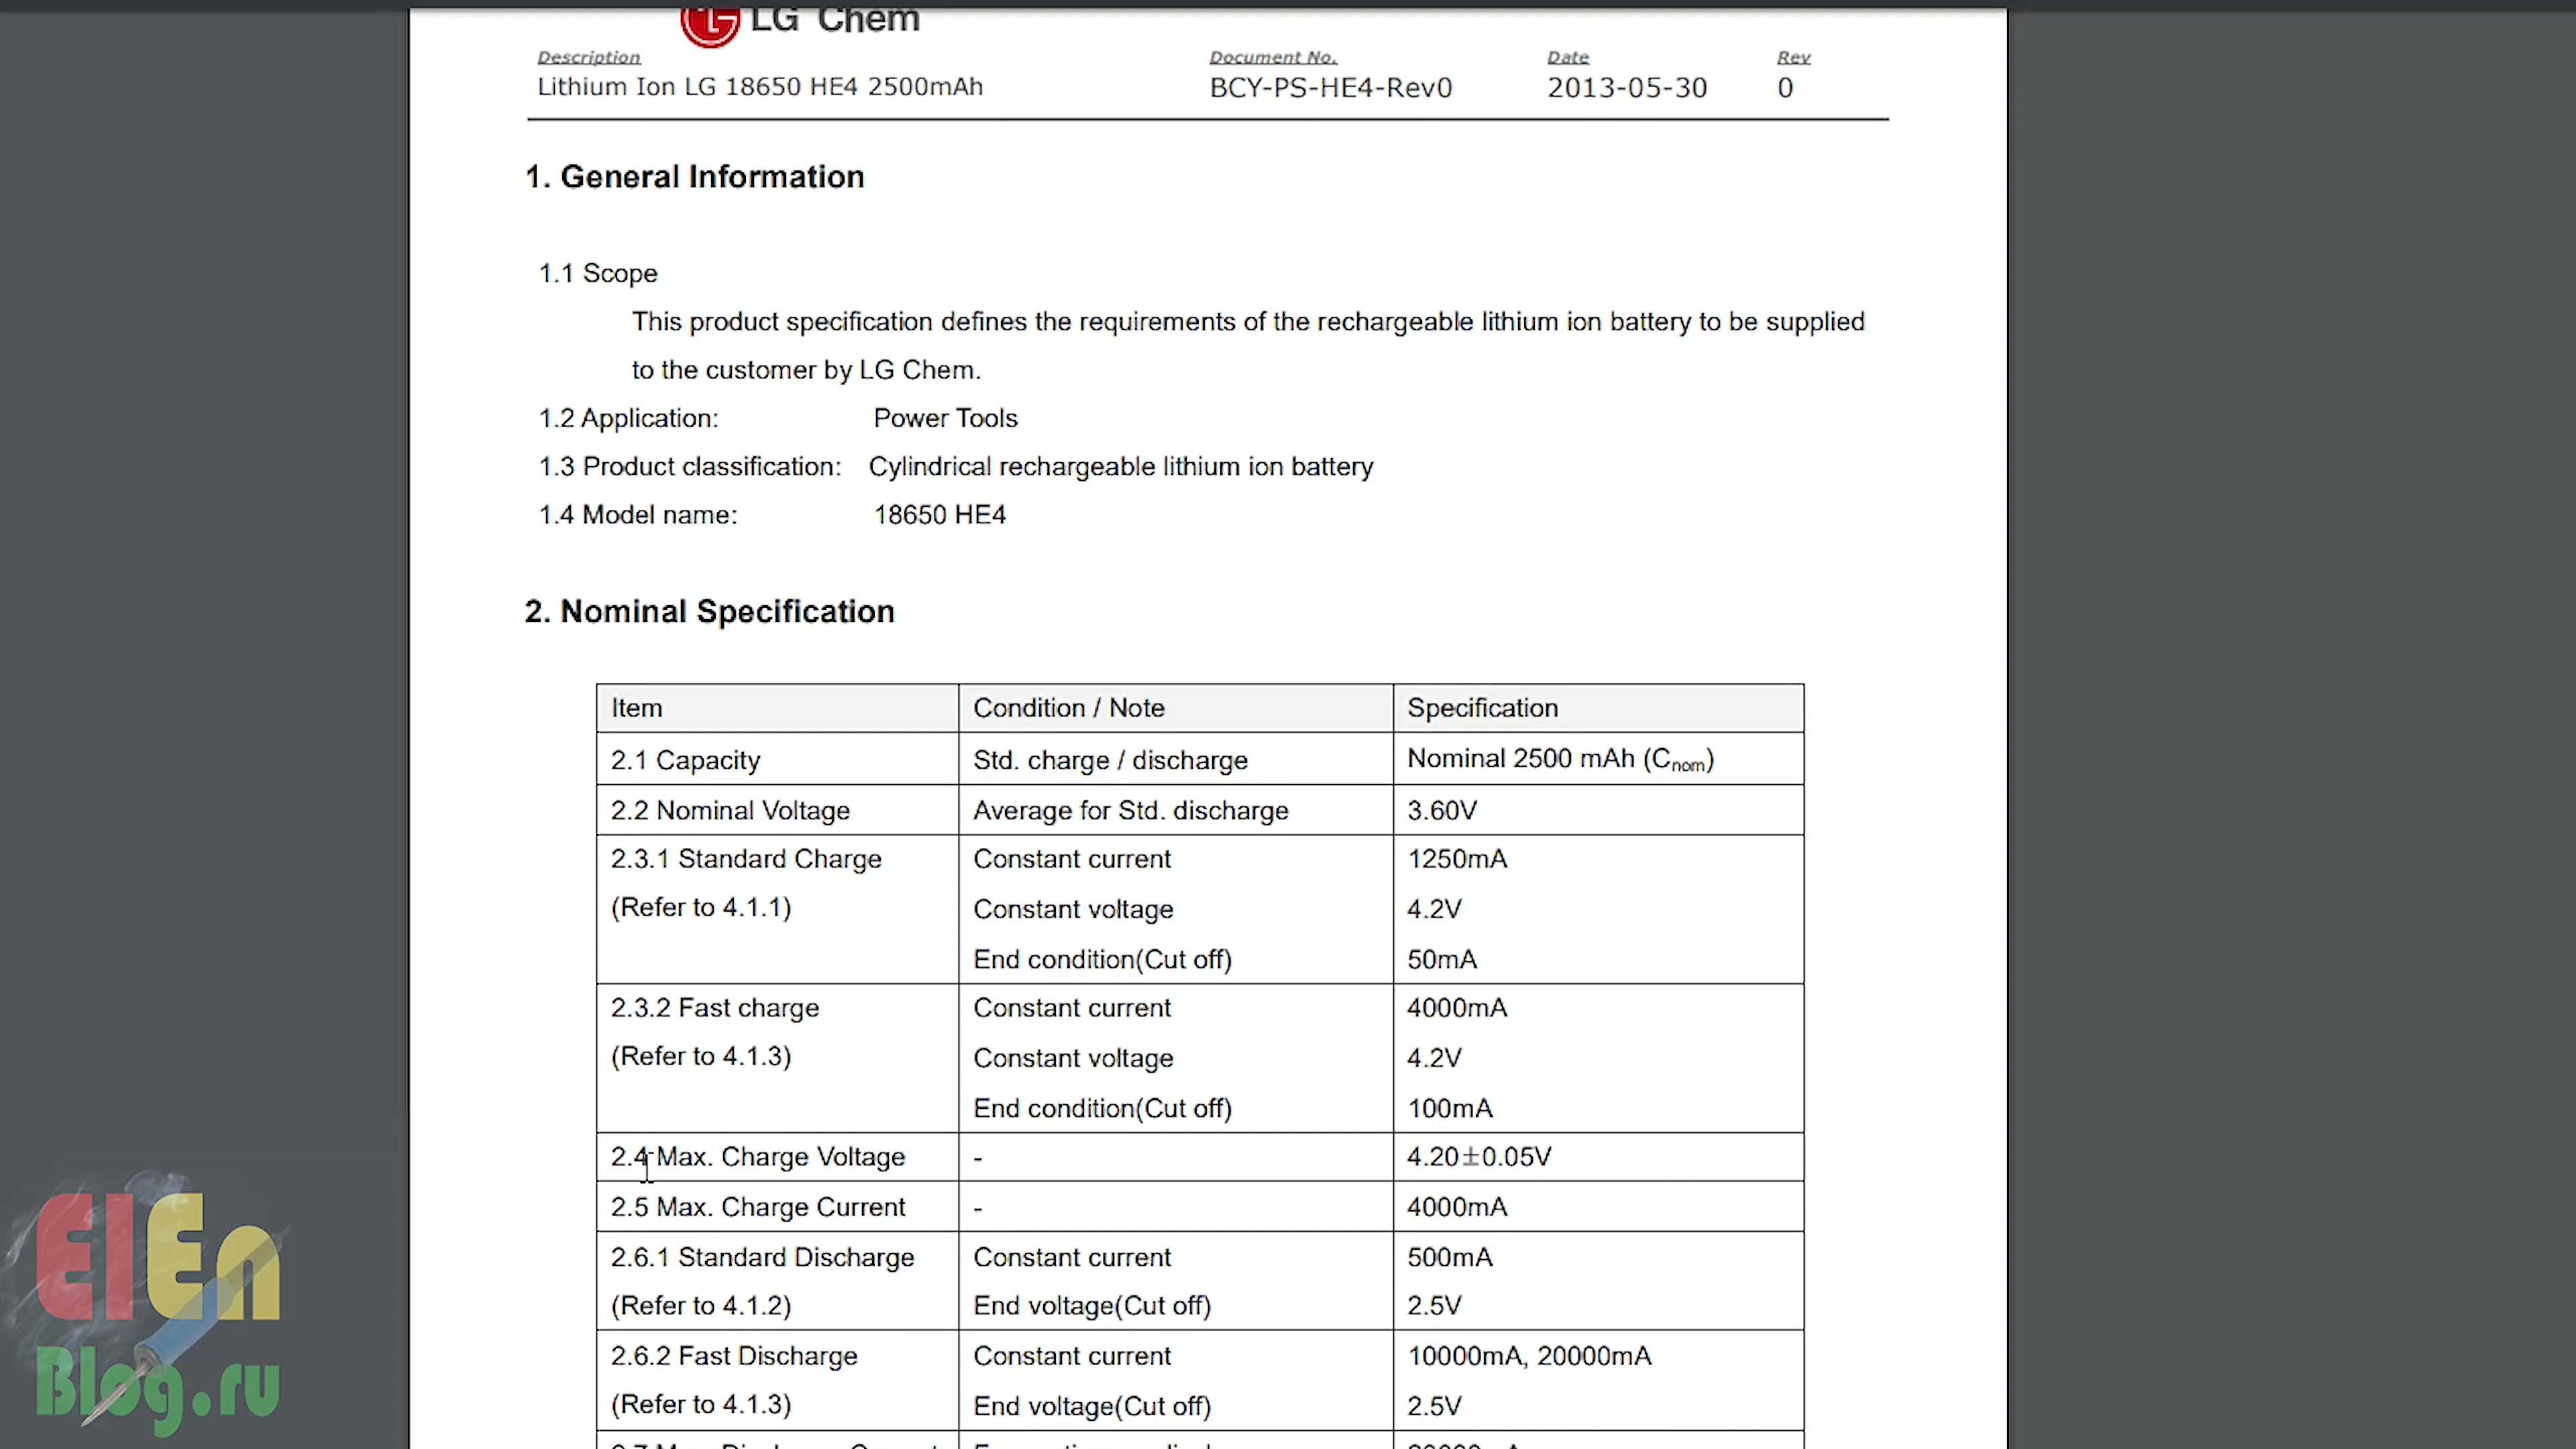 LG Chem
Description
Document No.
Date
Rev
Lithium Ion LG 18650 HE4 2500mAh
BCY-PS-HE4-Rev0
2013-05-30
0
1. General Information
1.1 Scope
This product specification defines the requirements of the rechargeable lithium ion battery to be supplied
to the customer by LG Chem.
1.2 Application: Power Tools
1.3 Product classification: Cylindrical rechargeable lithium ion battery
1.4 Model name: 18650 HE4
2. Nominal Specification
Item Condition / Note Specification
2.1 Capacity Std. charge / discharge Nominal 2500 mAh (Cnom)
2.2 Nominal Voltage Average for Std. discharge 3.60V
2.3.1 Standard Charge Constant current 1250mA
(Refer to 4.1.1) Constant voltage 4.2V
End condition(Cut off) 50mA
2.3.2 Fast charge Constant current 4000mA
(Refer to 4.1.3) Constant voltage 4.2V
End condition(Cut off) 100mA
2.4 Max. Charge Voltage - 4.20±0.05V
2.5 Max. Charge Current - 4000mA
2.6.1 Standard Discharge Constant current 500mA
(Refer to 4.1.2) End voltage(Cut off) 2.5V
2.6.2 Fast Discharge Constant current 10000mA, 20000mA
(Refer to 4.1.3) End voltage(Cut off) 2.5V
ElEn
Blog.ru